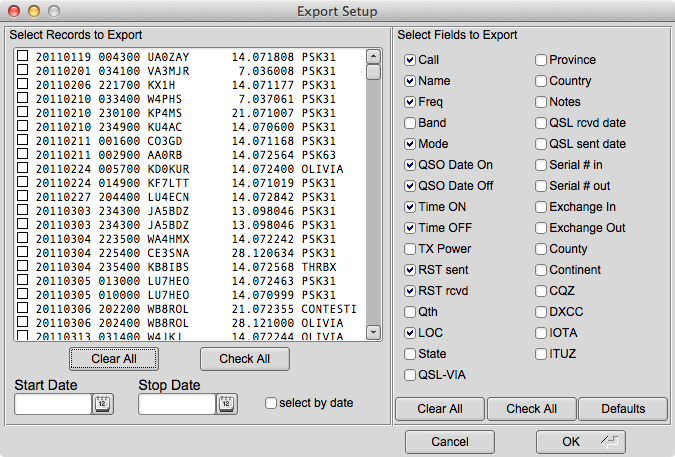 Export Setup
Select Records to Export
20110119 004300 UA0ZAY 14.071808 PSK31
20110201 034100 VA3MJR 7.036008 PSK31
20110206 221700 KX1H 14.071177 PSK31
20110210 033400 W4PHS 7.037061 PSK31
20110210 230100 KP4MS 21.071007 PSK31
20110210 234900 KU4AC 14.070600 PSK31
20110211 001600 CO3GD 14.071168 PSK31
20110211 002900 AA0RB 14.072564 PSK63
20110224 005700 KD0KUR 14.072400 OLIVIA
20110224 014900 KF7LTT 14.071019 PSK31
20110227 204400 LU4ECN 14.072842 PSK31
20110303 234300 JA5BDZ 13.098046 PSK31
20110303 234300 JA5BDZ 13.098046 PSK31
20110304 223500 WA4HMX 14.072242 PSK31
20110304 225400 CE3SNA 28.120634 PSK31
20110304 235400 KB8IBS 14.072568 THRBX
20110305 013000 LU7HEO 14.072463 PSK31
20110305 010000 LU7HEO 14.070999 PSK31
20110306 202200 WB8ROL 21.072355 CONTESTI
20110306 202400 WB8ROL 28.121000 OLIVIA
20110313 031400 W4JKJ 14.072244 OLIVIA
Clear All
Check All
Start Date
Stop Date
12
12
select by date
Select Fields to Export
Call
Name
Freq
Band
Mode
QSO Date On
QSO Date Off
Time ON
Time OFF
TX Power
RST sent
RST rcvd
Qth
LOC
State
QSL-VIA
Province
Country
Notes
QSL rcvd date
QSL sent date
Serial # in
Serial # out
Exchange In
Exchange Out
County
Continent
CQZ
DXCC
IOTA
ITUZ
Clear All
Check All
Defaults
Cancel
OK